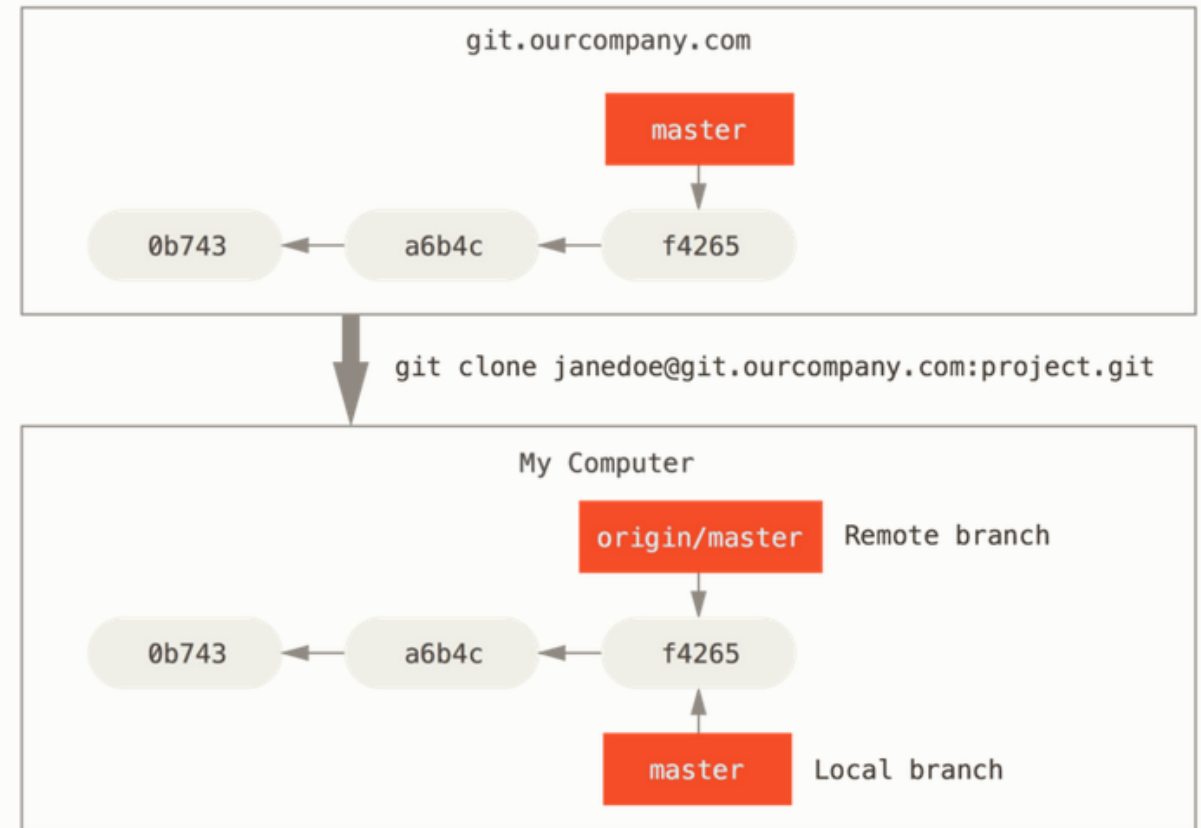 git.ourcompany.com
master
0b743 a6b4c f4265
git clone janedoe@git.ourcompany.com:project.git
My Computer
origin/master Remote branch
0b743 a6b4c f4265
master Local branch